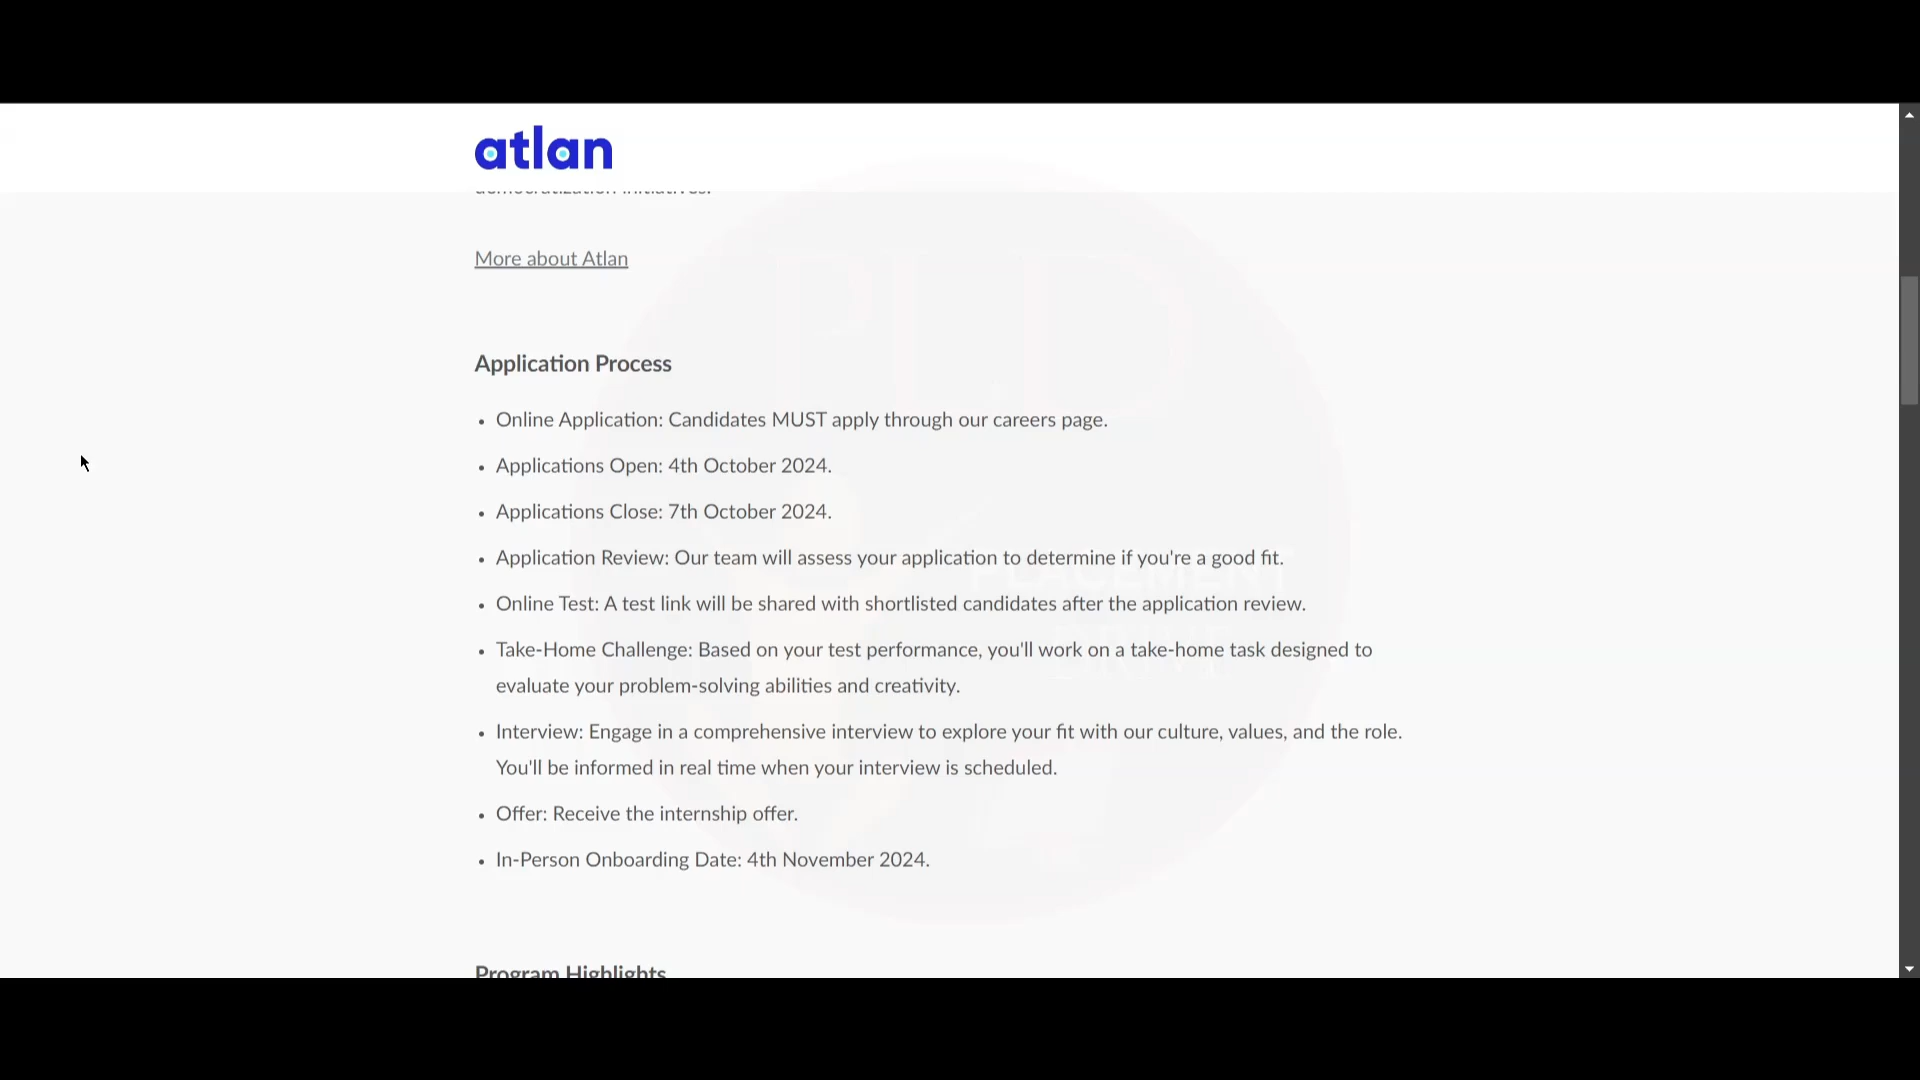 atlan
democratization initiatives.
More about Atlan
Application Process
• Online Application: Candidates MUST apply through our careers page.
• Applications Open: 4th October 2024.
• Applications Close: 7th October 2024.
• Application Review: Our team will assess your application to determine if you're a good fit.
• Online Test: A test link will be shared with shortlisted candidates after the application review.
• Take-Home Challenge: Based on your test performance, you'll work on a take-home task designed to
evaluate your problem-solving abilities and creativity.
• Interview: Engage in a comprehensive interview to explore your fit with our culture, values, and the role.
You'll be informed in real time when your interview is scheduled.
• Offer: Receive the internship offer.
• In-Person Onboarding Date: 4th November 2024.
Program Highlights